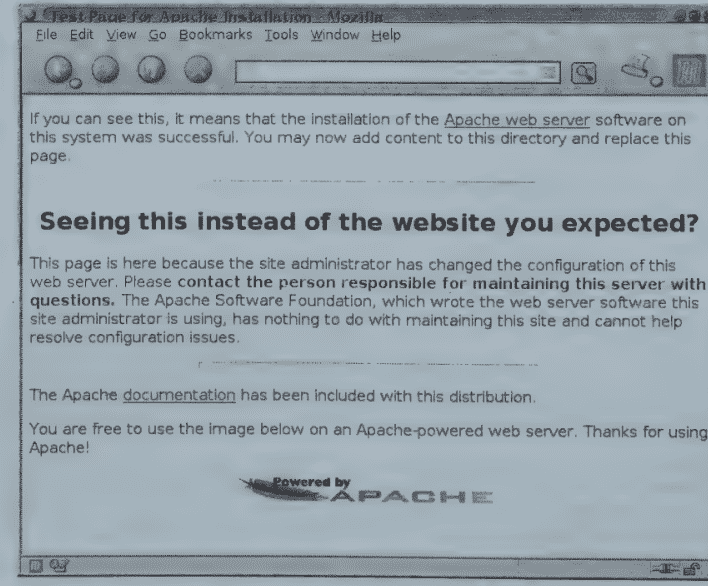 Test Page for Apache Installation - Mozilla
File Edit View Go Bookmarks Tools Window Help
If you can see this, it means that the installation of the Apache web server software on
this system was successful. You may now add content to this directory and replace this
page.
Seeing this instead of the website you expected?
This page is here because the site administrator has changed the configuration of this
web server. Please contact the person responsible for maintaining this server with
questions. The Apache Software Foundation, which wrote the web server software this
site administrator is using, has nothing to do with maintaining this site and cannot help
resolve configuration issues.
The Apache documentation has been included with this distribution.
You are free to use the image below on an Apache-powered web server. Thanks for using
Apache!
Powered by
APACHE